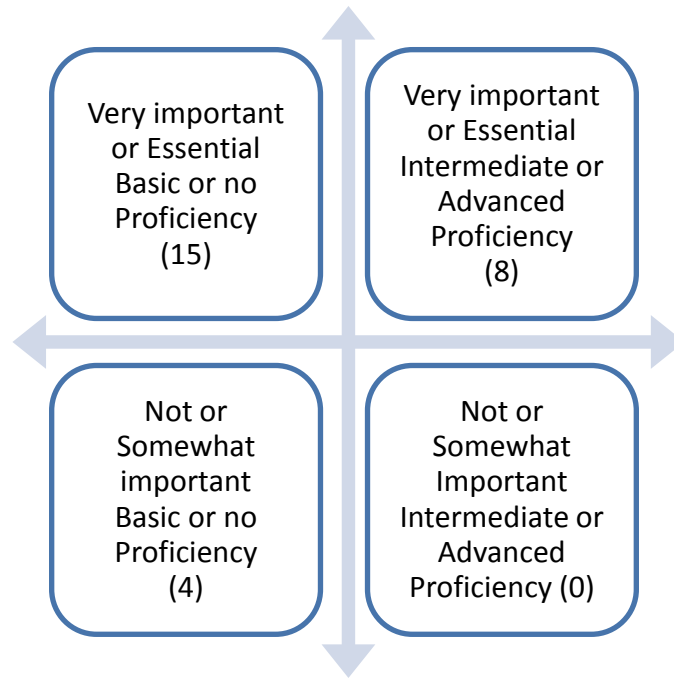 Very important
or Essential
Basic or no
Proficiency
(15)
Very important
or Essential
Intermediate or
Advanced
Proficiency
(8)
Not or
Somewhat
important
Basic or no
Proficiency
(4)
Not or
Somewhat
Important
Intermediate or
Advanced
Proficiency (0)